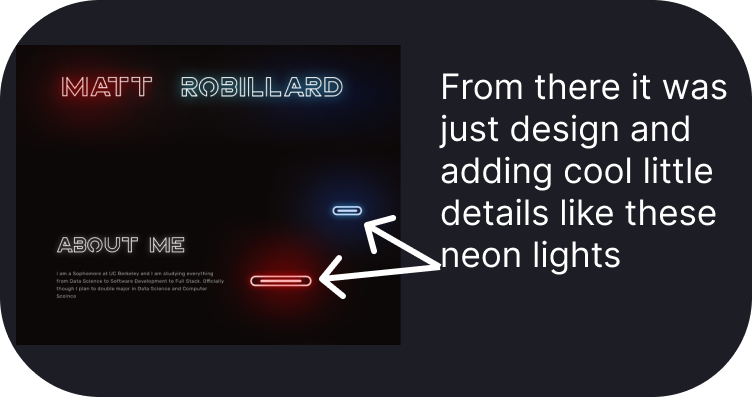 MATT ROBILLARD
From there it was
just design and
adding cool little
details like these
neon lights
ABOUT ME
I am a Sophomere at UC Berkeley and I am studying everything
from Data Science to Software Development to Full Stack. Officially
though I plan to double major in Data Science and Computer
Sceince